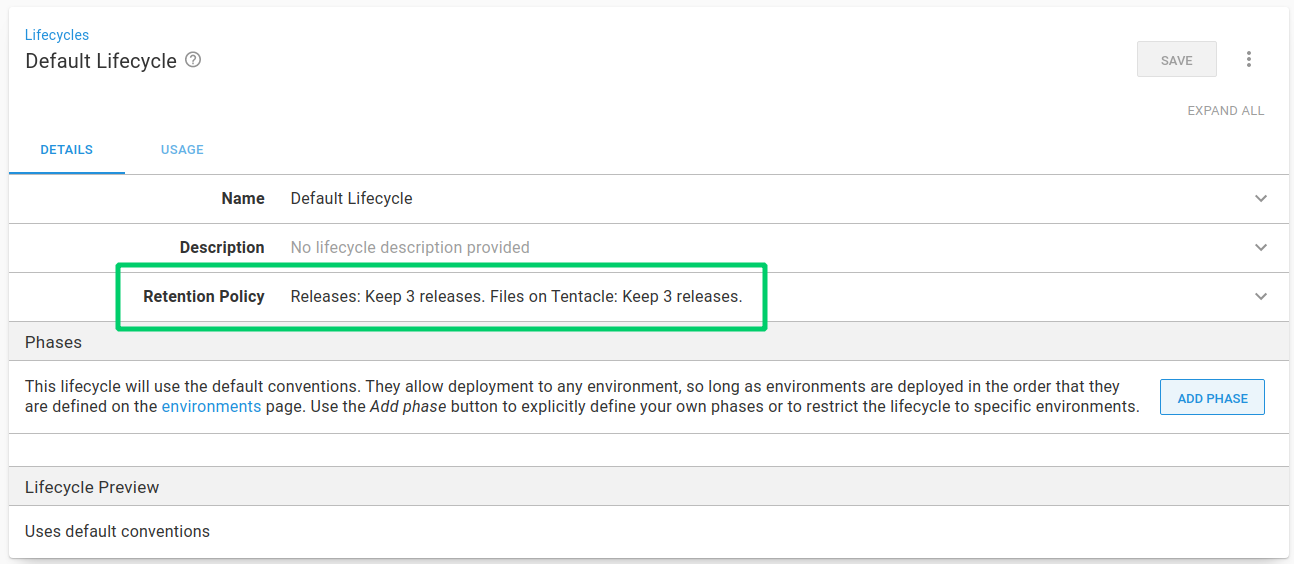 Lifecycles
Default Lifecycle ?
SAVE
EXPAND ALL
DETAILS USAGE
Name Default Lifecycle
Description No lifecycle description provided
Retention Policy Releases: Keep 3 releases. Files on Tentacle: Keep 3 releases.
Phases
This lifecycle will use the default conventions. They allow deployment to any environment, so long as environments are deployed in the order that they
are defined on the environments page. Use the Add phase button to explicitly define your own phases or to restrict the lifecycle to specific environments.
ADD PHASE
Lifecycle Preview
Uses default conventions